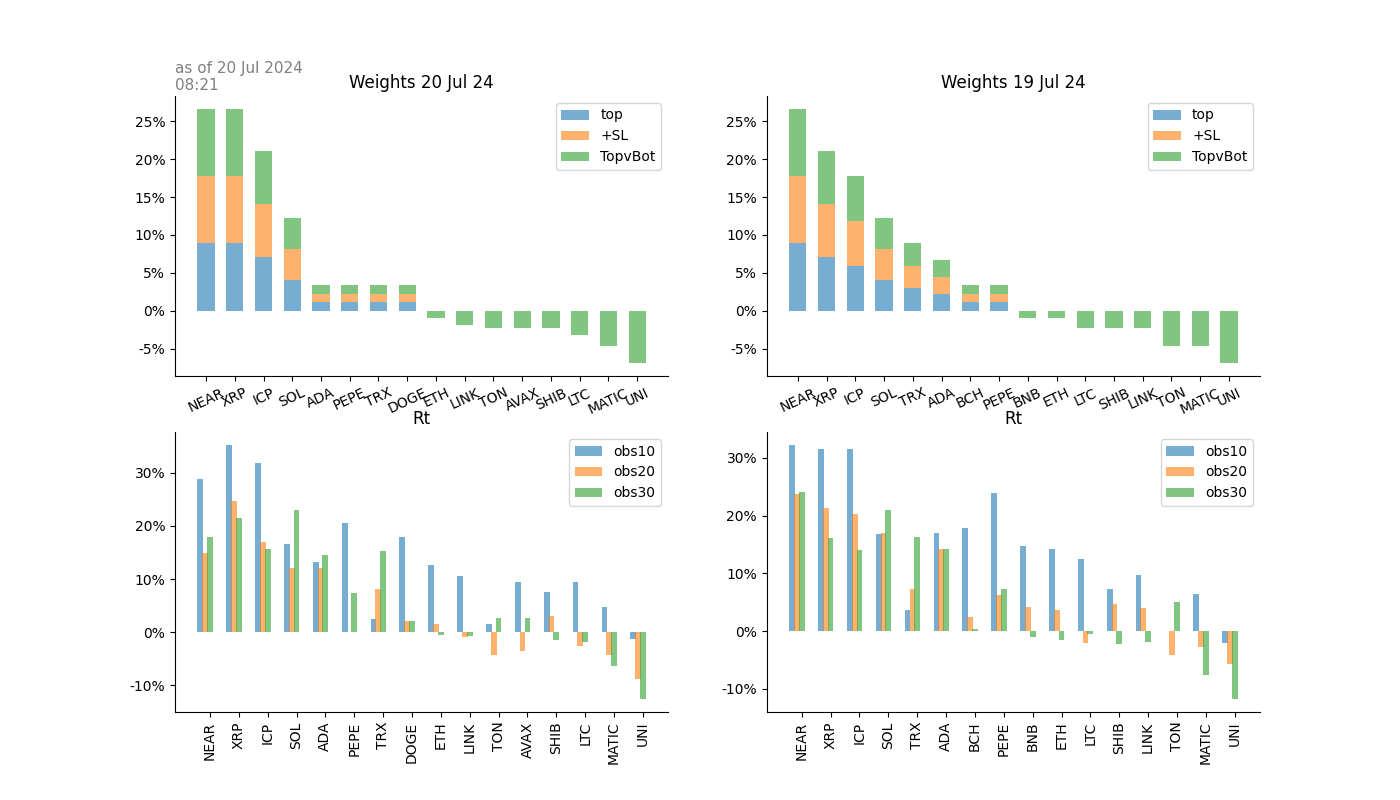 as of 20 Jul 2024
08:21
Weights 20 Jul 24
25%
20%
15%
10%
5%
0%
-5%
top
+SL
TopvBot
NEAR XRP ICP SOL ADA PEPE TRX DOGE ETH LINK TON AVAX SHIB LTC MATIC UNI
Weights 19 Jul 24
25%
20%
15%
10%
5%
0%
-5%
top
+SL
TopvBot
NEAR XRP ICP SOL TRX ADA BCH PEPE BNB ETH LTC SHIB LINK TON MATIC UNI
Rt
30%
20%
10%
0%
-10%
obs10
obs20
obs30
NEAR XRP ICP SOL ADA PEPE TRX DOGE ETH LINK TON AVAX SHIB LTC MATIC UNI
Rt
30%
20%
10%
0%
-10%
obs10
obs20
obs30
NEAR XRP ICP SOL TRX ADA BCH PEPE BNB ETH LTC SHIB LINK TON MATIC UNI